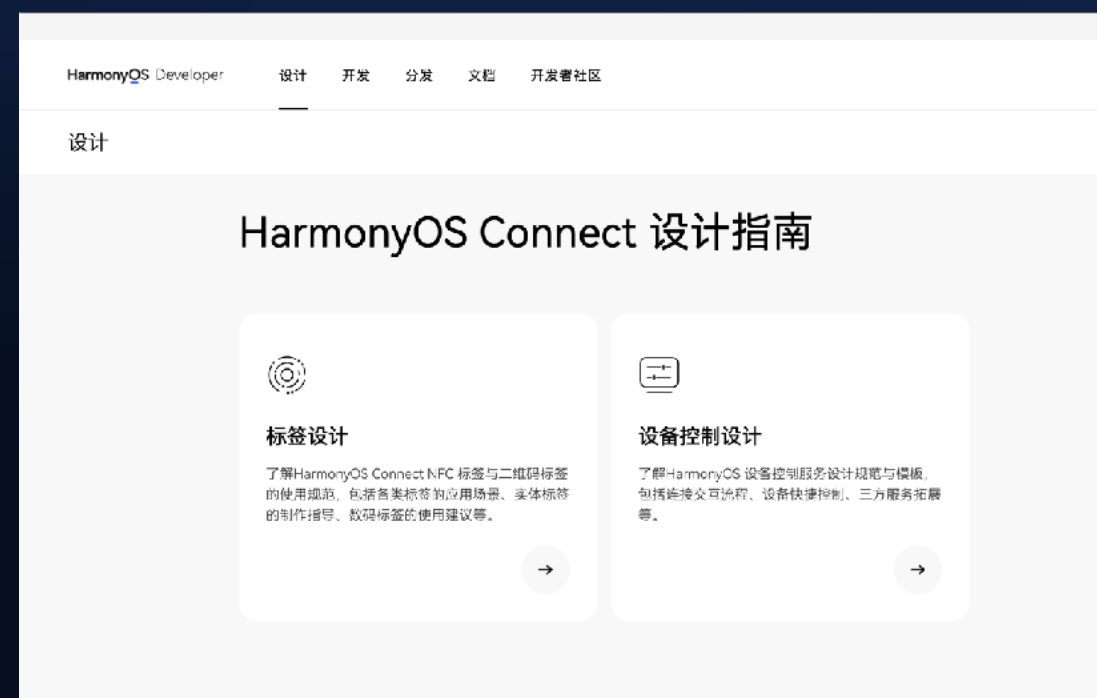 HarmonyOS Developer 设计 开发 分发 文档 开发者社区
设计
HarmonyOS Connect 设计指南
标签设计
了解HarmonyOS Connect NFC 标签与二维码标签
的使用规范，包括各类标签的应用场景、实体标签
的制作指导、数码标签的使用建议等。
设备控制设计
了解HarmonyOS 设备控制服务设计规范与模板，
包括连接交互流程、设备快捷控制、三方服务拓展
等。